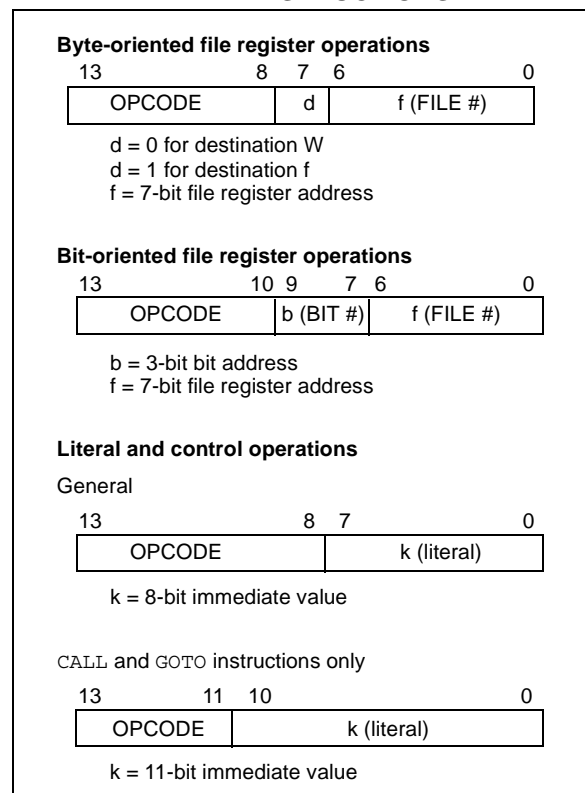 Byte-oriented file register operations
13 8 7 6 0
OPCODE d f (FILE #)
d = 0 for destination W
d = 1 for destination f
f = 7-bit file register address
Bit-oriented file register operations
13 10 9 7 6 0
OPCODE b (BIT #) f (FILE #)
b = 3-bit bit address
f = 7-bit file register address
Literal and control operations
General
13 8 7 0
OPCODE k (literal)
k = 8-bit immediate value
CALL and GOTO instructions only
13 11 10 0
OPCODE k (literal)
k = 11-bit immediate value